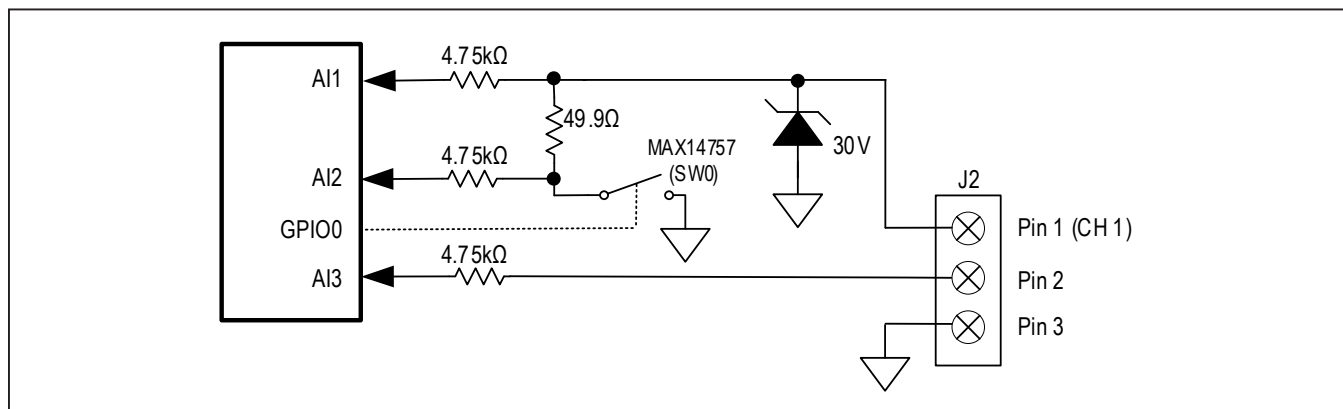 4.75kΩ
AI1
49.9Ω
MAX14757
(SW0)
30V
4.75kΩ
AI2
J2
GPIO0
Pin 1 (CH 1)
4.75kΩ
AI3
Pin 2
Pin 3